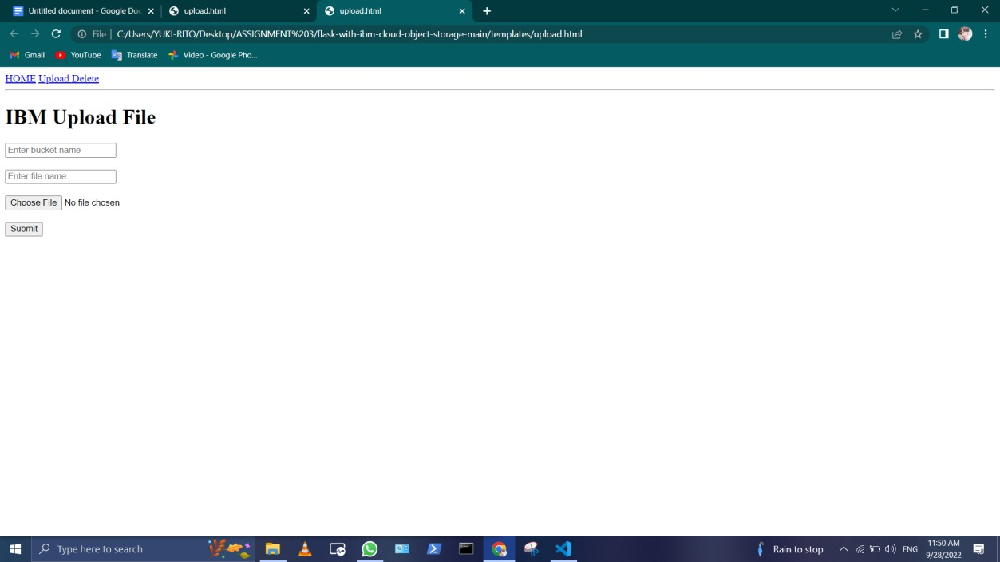 Untitled document - Google Doc
upload.html
upload.html
File
C:/Users/YUKI-RITO/Desktop/ASSIGNMENT%203/flask-with-ibm-cloud-object-storage-main/templates/upload.html
Gmail YouTube Translate Video - Google Pho...
HOME Upload Delete
IBM Upload File
Enter bucket name
Enter file name
Choose File No file chosen
Submit
Type here to search
Rain to stop
ENG
11:50 AM
9/28/2022